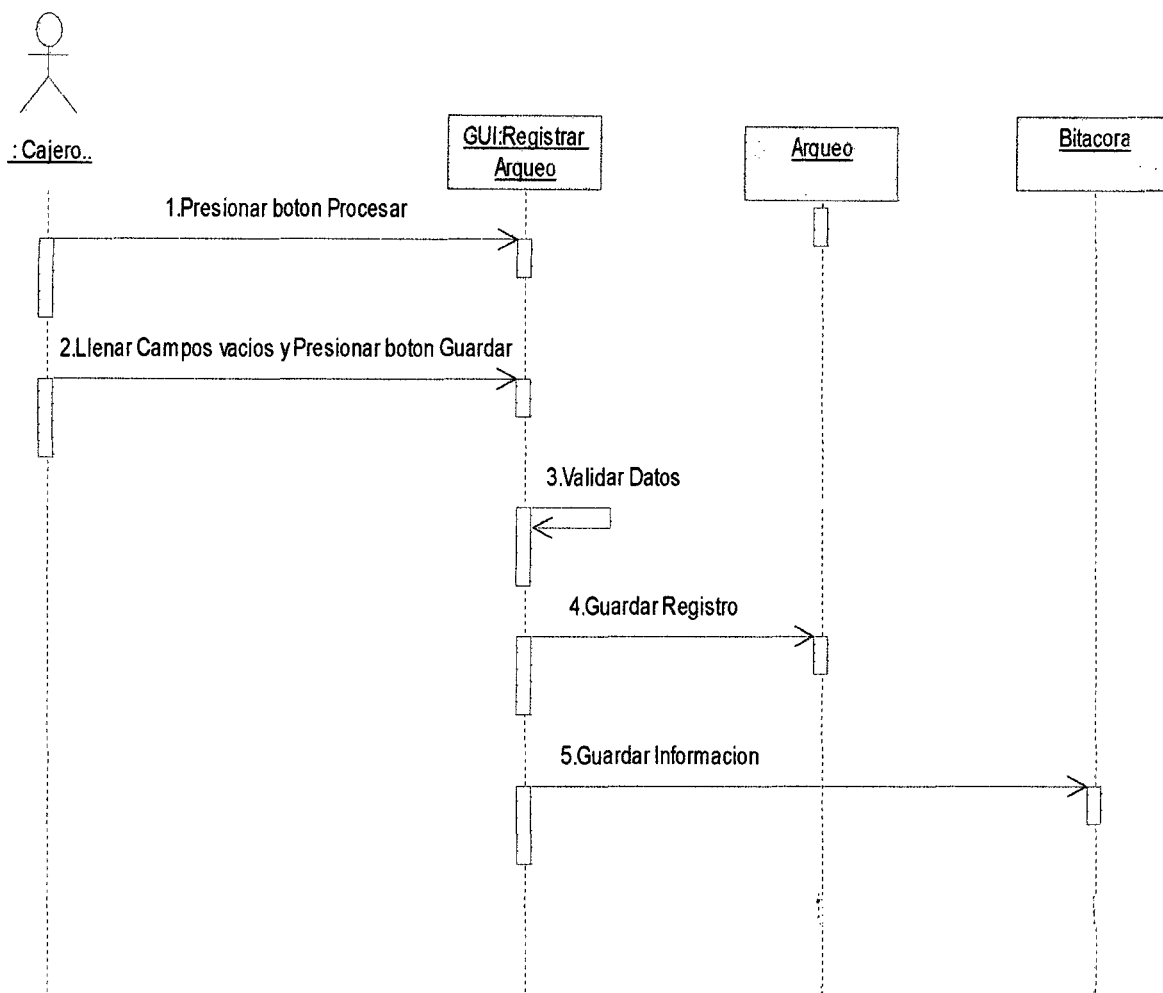 : Cajero..
GUI:Registrar
Arqueo
Arqueo
Bitacora
1.Presionar boton Procesar
2.Llenar Campos vacios y Presionar boton Guardar
3.Validar Datos
4.Guardar Registro
5.Guardar Informacion